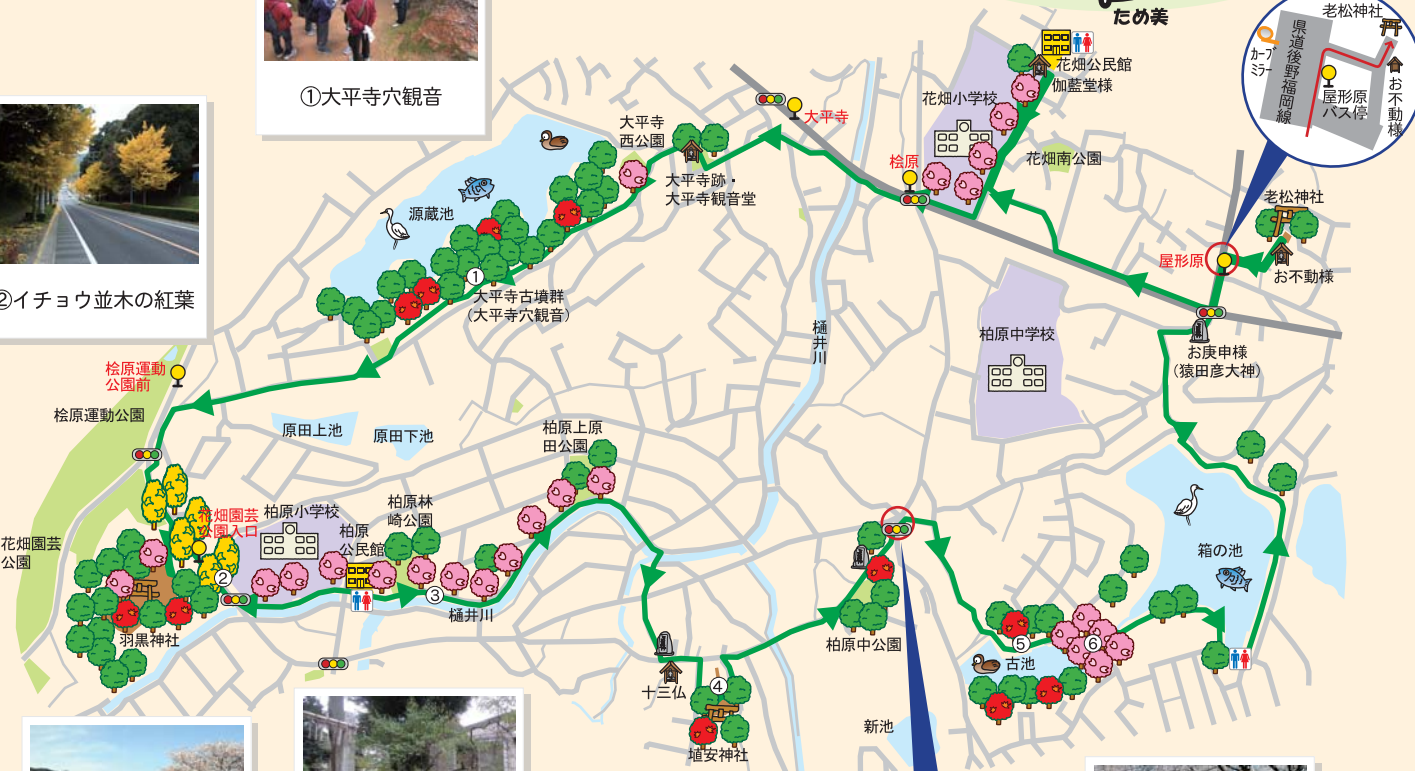 ため美
①大平寺穴観音
②イチョウ並木の紅葉
老松神社
県道後野福岡線
カーブ
ミラー
屋形原
バス停
お不動様
花畑公民館
伽藍堂様
花畑小学校
花畑南公園
大平寺
桧原
大平寺
西公園
大平寺跡・
大平寺観音堂
源蔵池
①
大平寺古墳群
(大平寺穴観音)
老松神社
屋形原
お不動様
お庚申様
(猿田彦大神)
柏原中学校
樋井川
桧原運動
公園前
桧原運動公園
原田上池
原田下池
柏原上原
田公園
花畑園芸
公園入口
柏原小学校
柏原
公民館
柏原林
崎公園
花畑園芸
公園
②
③
樋井川
羽黒神社
箱の池
柏原中公園
⑤
⑥
古池
十三仏
④
埴安神社
新池